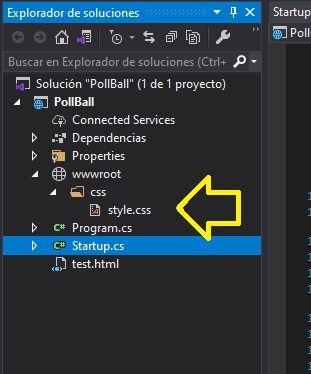 Explorador de soluciones
Startup
Poll
Buscar en Explorador de soluciones (Ctrl+
Solución "PollBall" (1 de 1 proyecto)
PollBall
Connected Services
Dependencias
Properties
wwwroot
css
style.css
Program.cs
C# Startup.cs
test.html